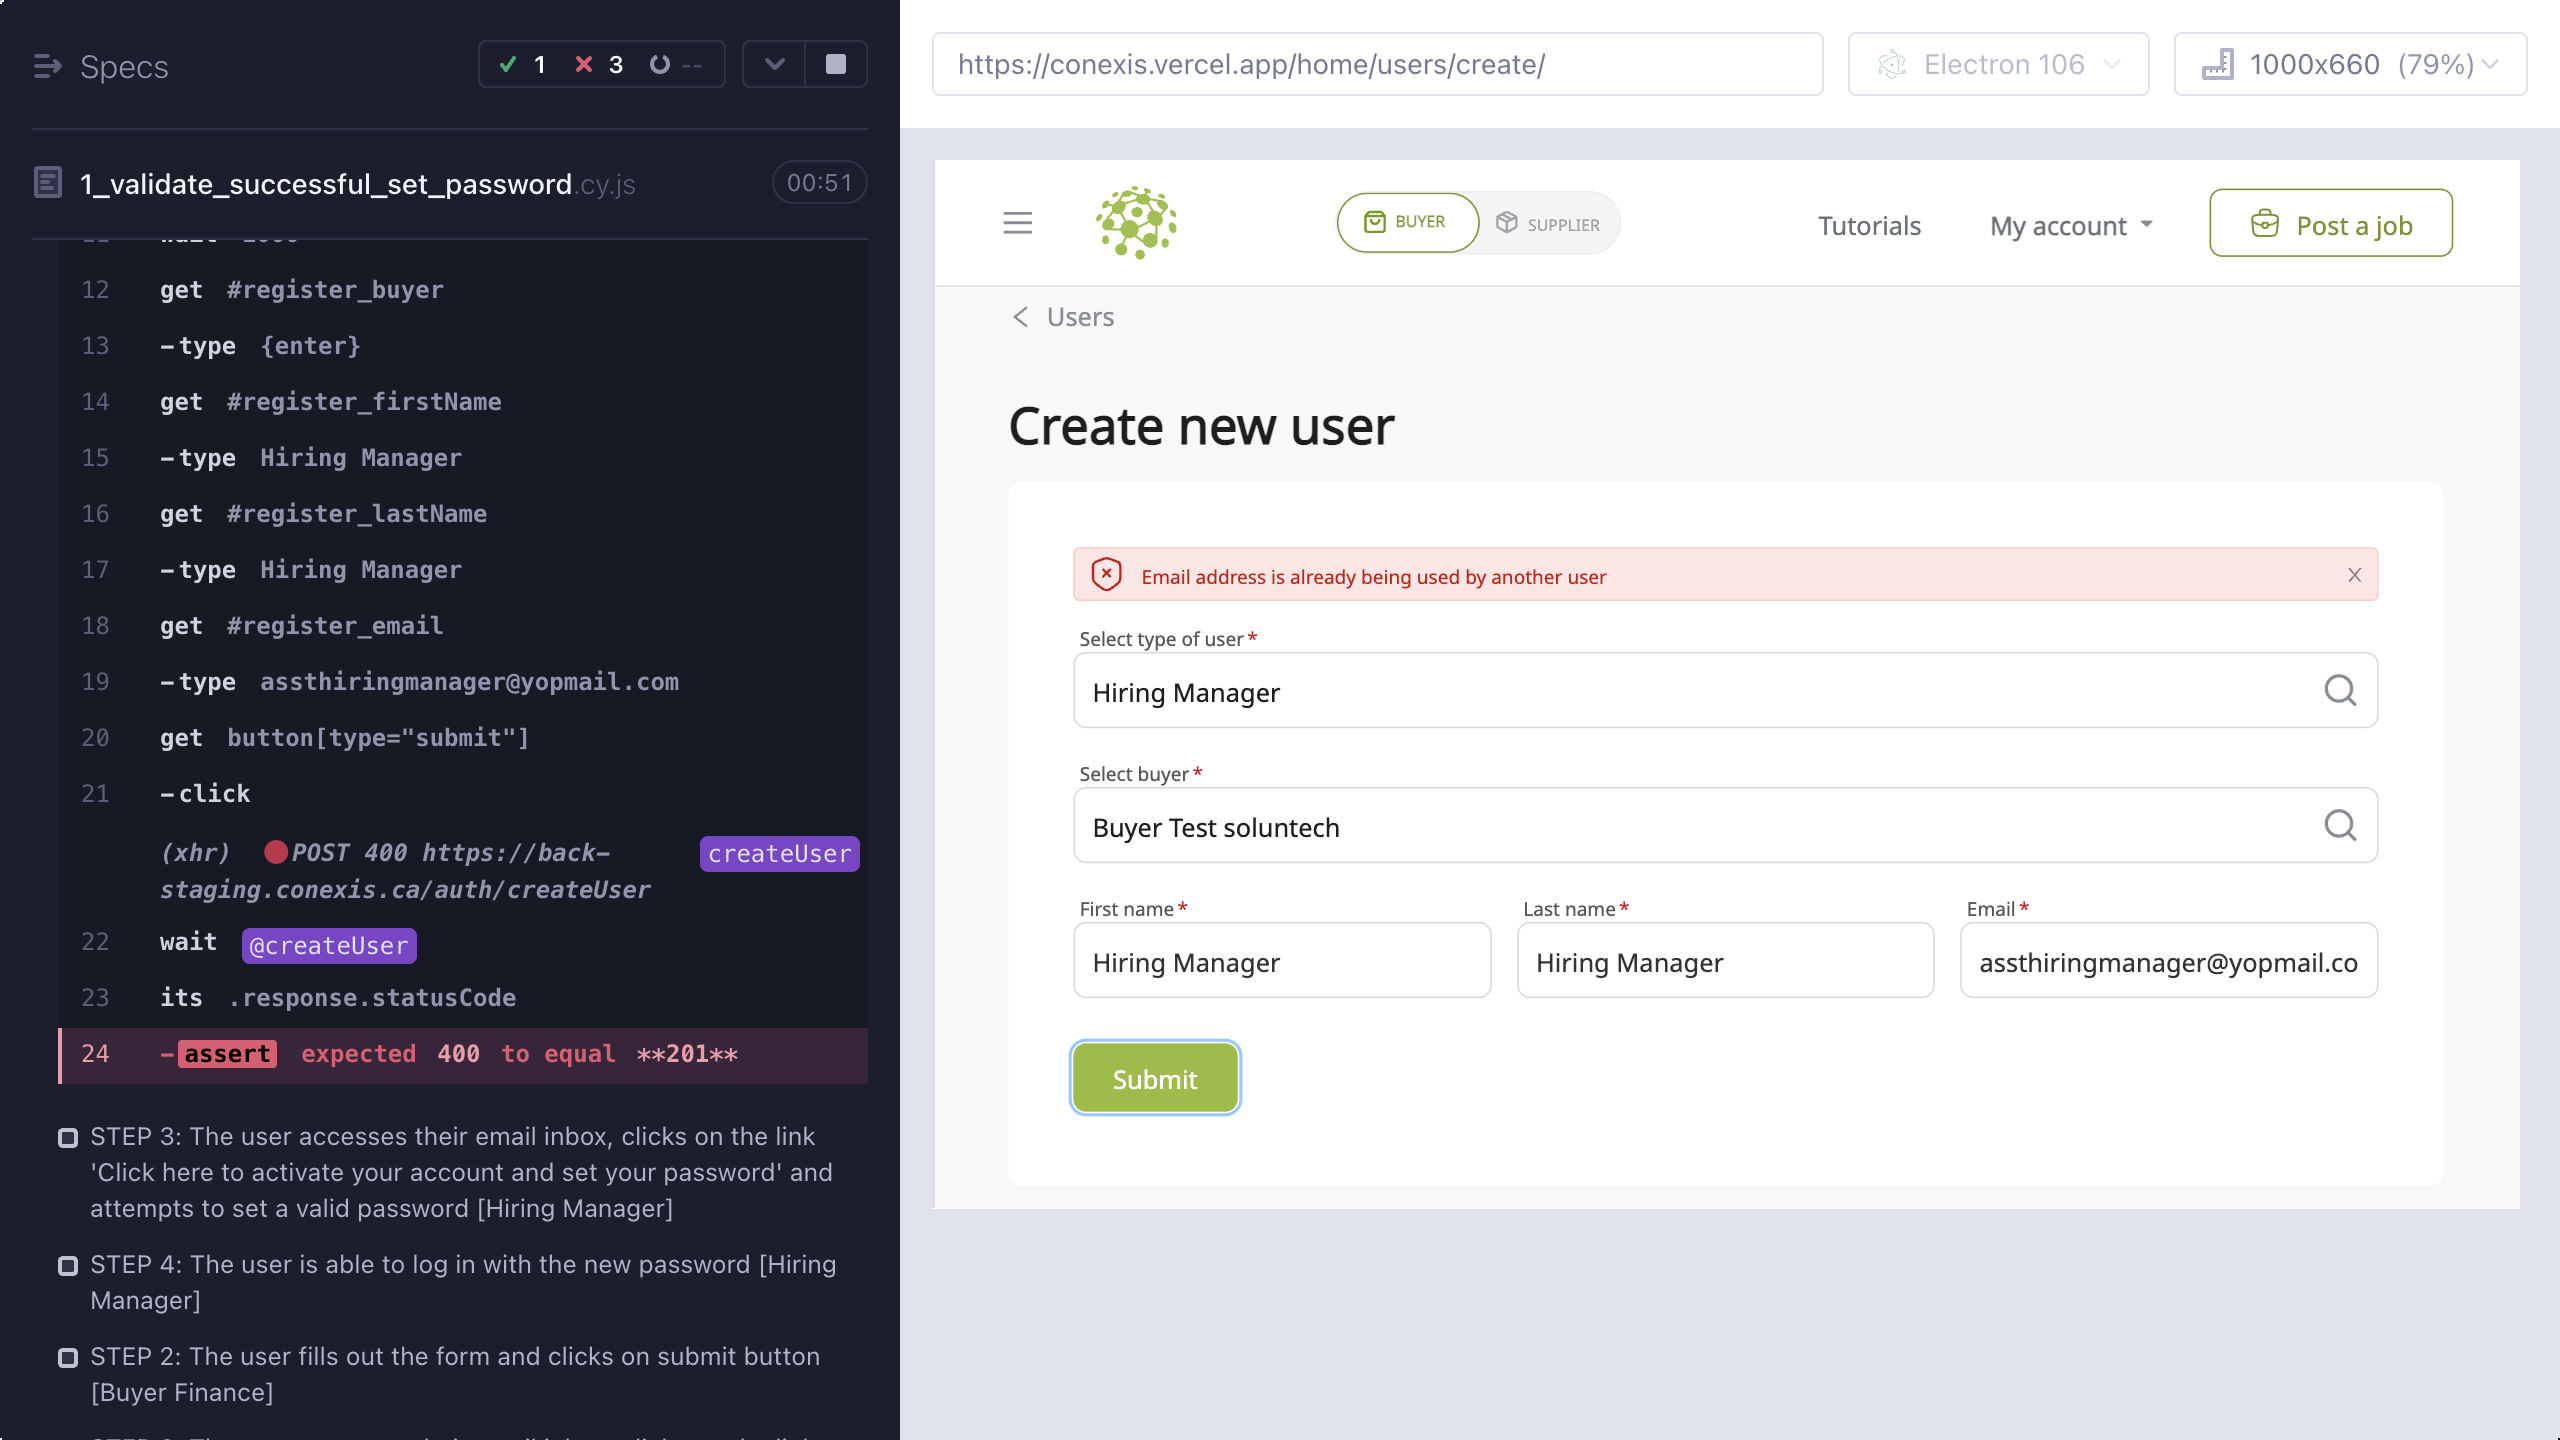 Specs
1
3
--
1_validate_successful_set_password.cy.js
00:51
12 get #register_buyer
13 -type {enter}
14 get #register_firstName
15 -type Hiring Manager
16 get #register_lastName
17 -type Hiring Manager
18 get #register_email
19 -type assthiringmanager@yopmail.com
20 get button[type="submit"]
21 -click
(xhr) POST 400 https://back-
staging.conexis.ca/auth/createUser
createUser
22 wait @createUser
23 its .response.statusCode
24 -assert expected 400 to equal **201**
STEP 3: The user accesses their email inbox, clicks on the link
'Click here to activate your account and set your password' and
attempts to set a valid password [Hiring Manager]
STEP 4: The user is able to log in with the new password [Hiring
Manager]
STEP 2: The user fills out the form and clicks on submit button
[Buyer Finance]
https://conexis.vercel.app/home/users/create/
Electron 106
1000x660 (79%)
BUYER
SUPPLIER
Tutorials
My account
Post a job
Users
Create new user
Email address is already being used by another user
Select type of user*
Hiring Manager
Select buyer*
Buyer Test soluntech
First name*
Last name*
Email*
Hiring Manager
Hiring Manager
assthiringmanager@yopmail.co
Submit